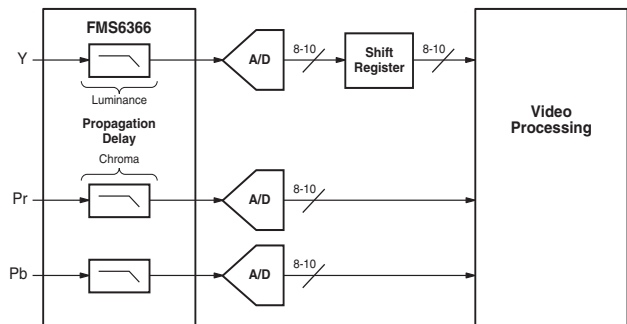 FMS6366
Y
A/D
8-10
Shift
Register
8-10
Luminance
Video
Processing
Propagation
Delay
Chroma
Pr
A/D
8-10
Pb
A/D
8-10